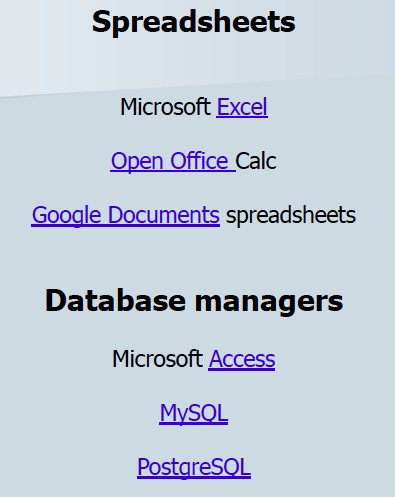 Spreadsheets
Microsoft Excel
Open Office Calc
Google Documents spreadsheets
Database managers
Microsoft Access
MySQL
PostgreSQL